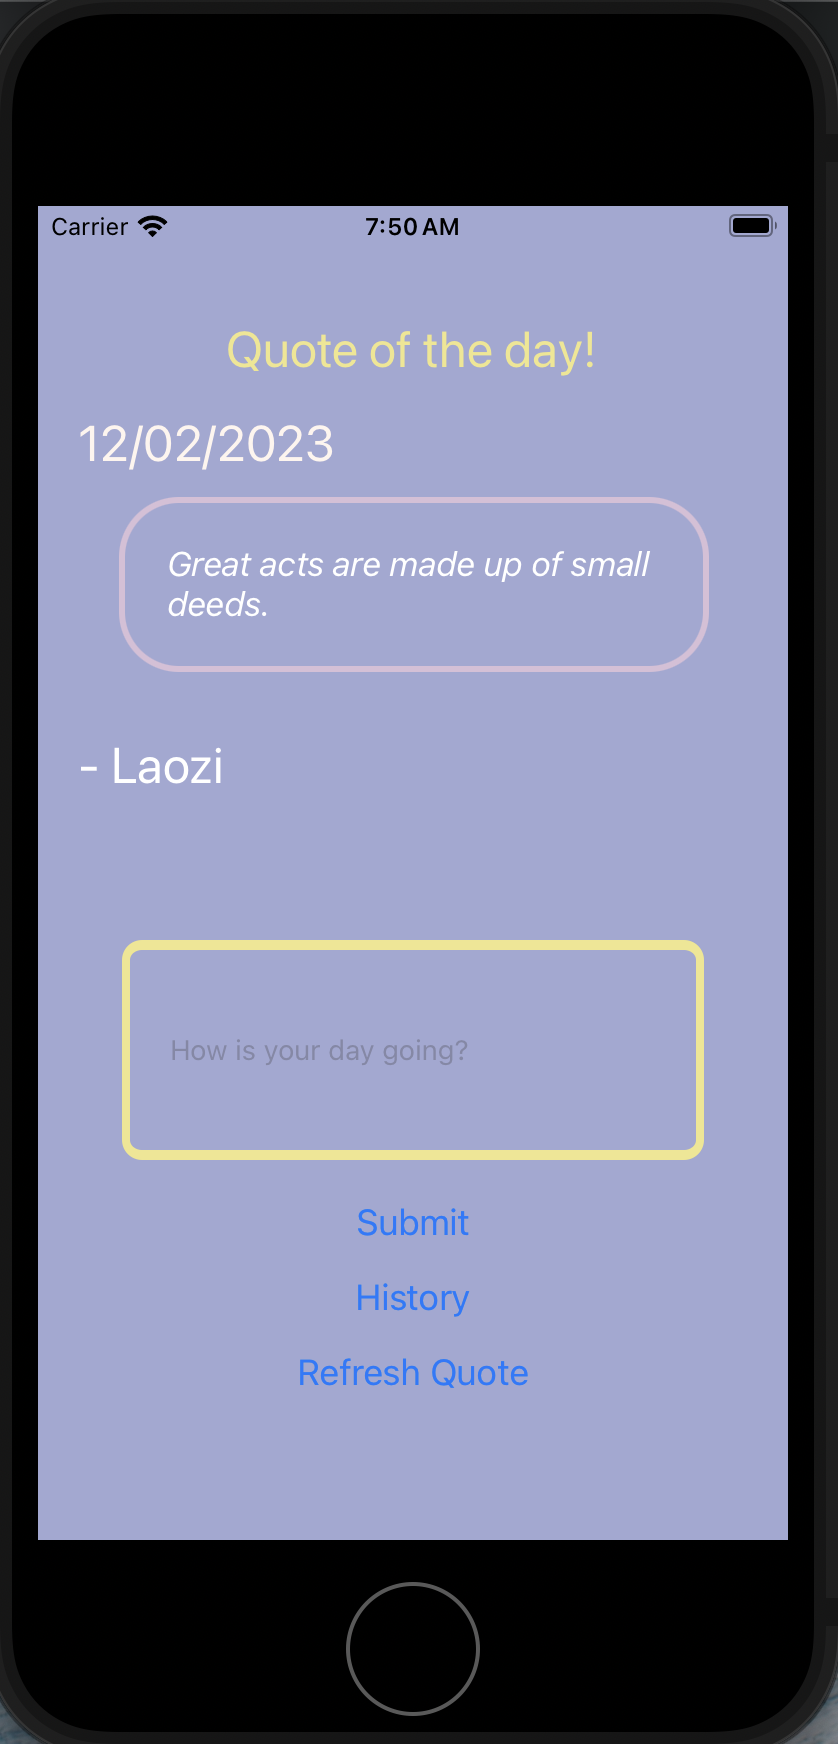 Carrier 7:50 AM
Quote of the day!
12/02/2023
Great acts are made up of small
deeds.
- Laozi
How is your day going?
Submit
History
Refresh Quote